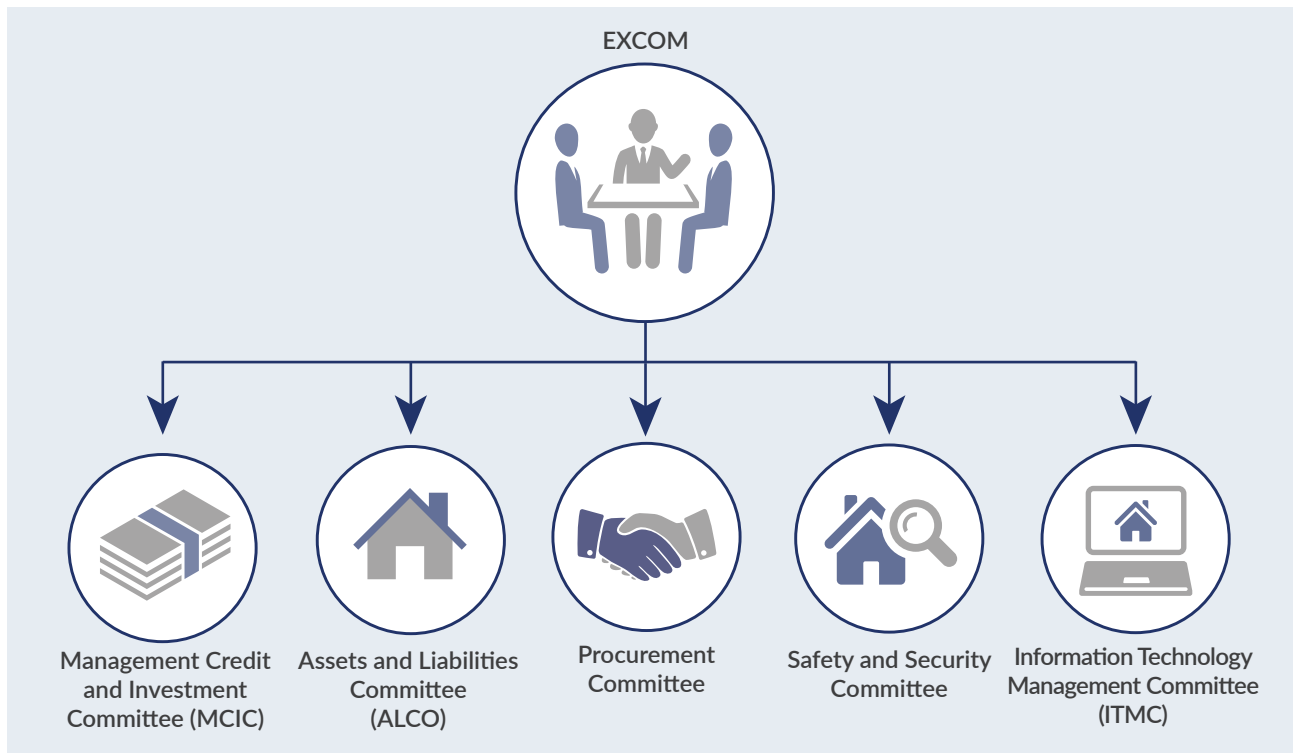 EXCOM
Management Credit
and Investment
Committee (MCIC)
Assets and Liabilities
Committee
(ALCO)
Procurement
Committee
Safety and Security
Committee
Information Technology
Management Committee
(ITMC)